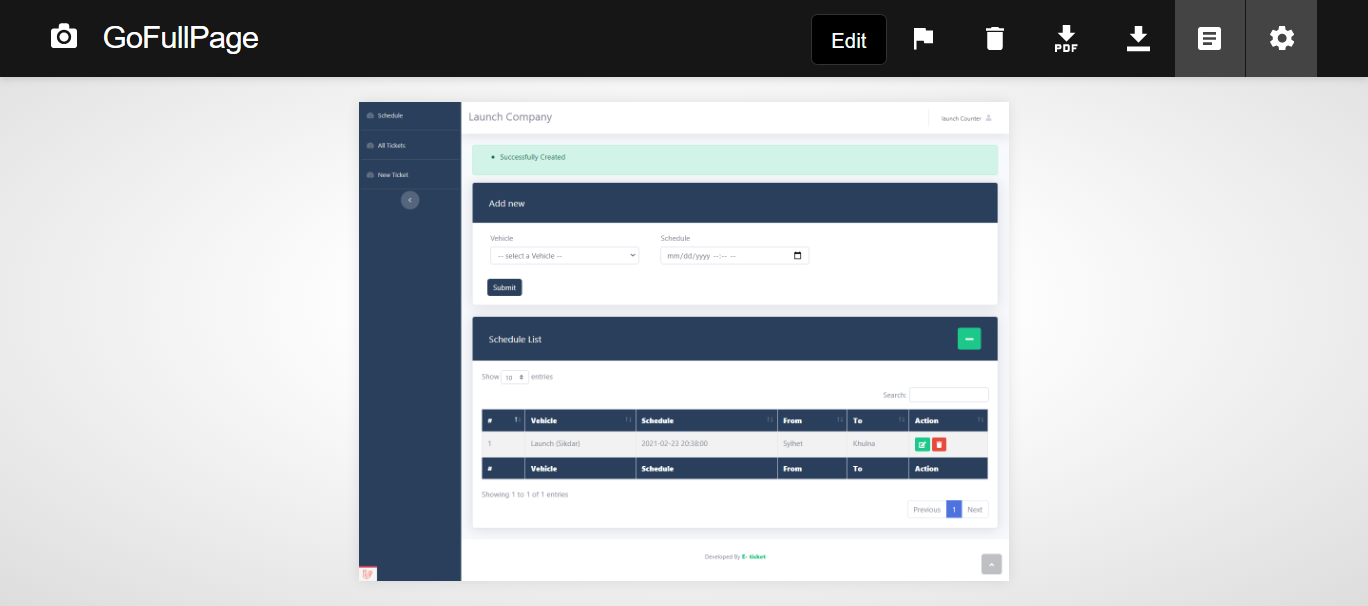 GoFullPage
Edit
PDF
Schedule
All Tickets
New Ticket
Launch Company
launch Counter
Successfully Created
Add new
Vehicle Schedule
-- select a Vehicle -- mm/dd/yyyy --:-- --
Submit
Schedule List
Show 10 entries
Search:
# Vehicle Schedule From To Action
1 Launch (Sikdar) 2021-02-23 20:38:00 Sylhet Khulna
# Vehicle Schedule From To Action
Showing 1 to 1 of 1 entries
Previous 1 Next
Developed By E- ticket